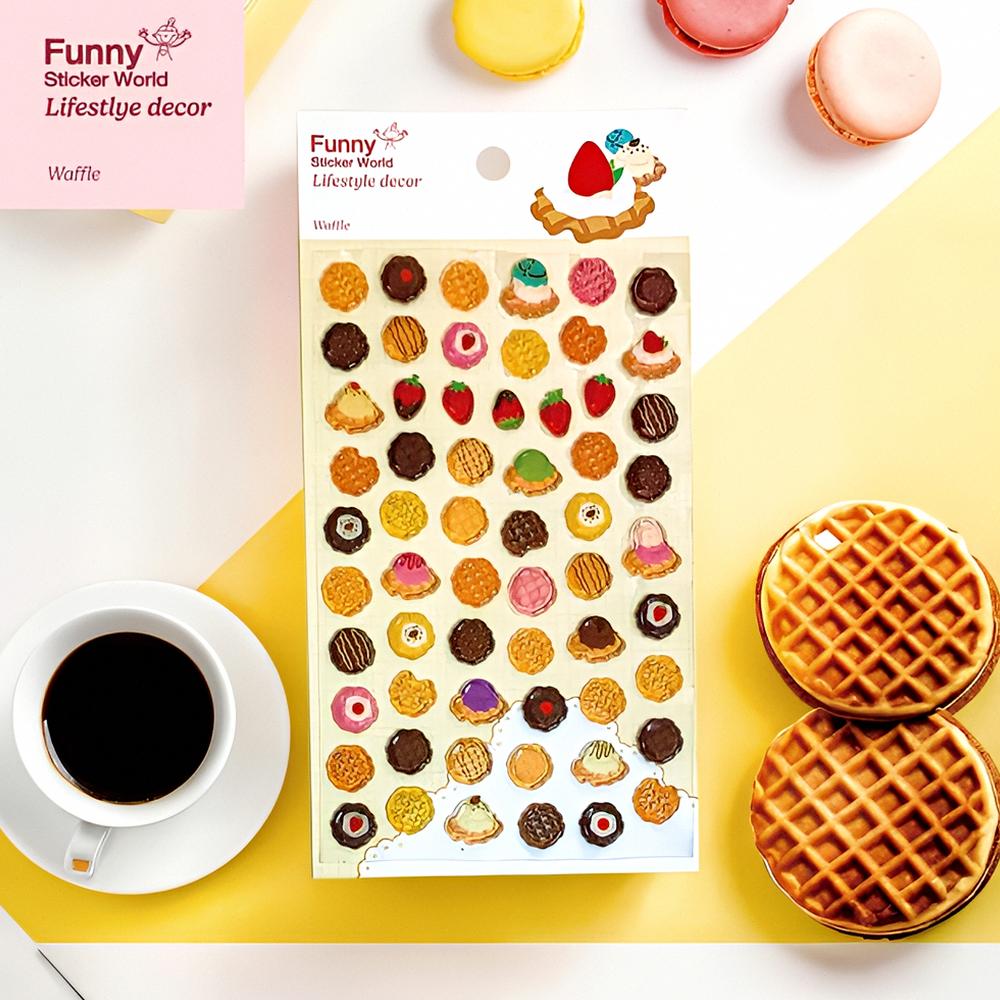 Funny
Sticker World
Lifestlye decor
Waffle
Funny
Sticker World
Lifestyle decor
Waffle